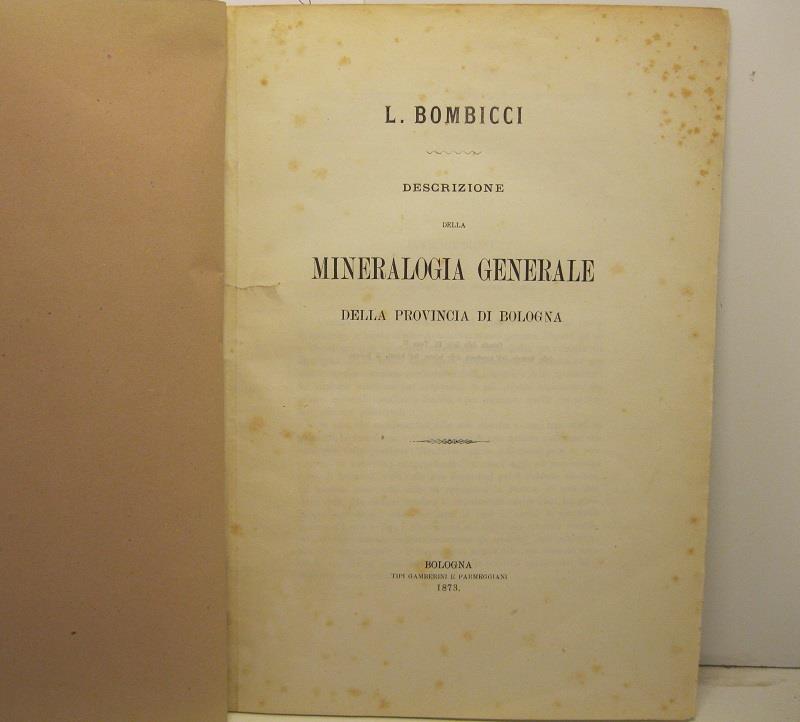 L. BOMBICCI
DESCRIZIONE
DELLA
MINERALOGIA GENERALE
DELLA PROVINCIA DI BOLOGNA
BOLOGNA
TIPI GAMBERINI E PARMEGGIANI
1873.